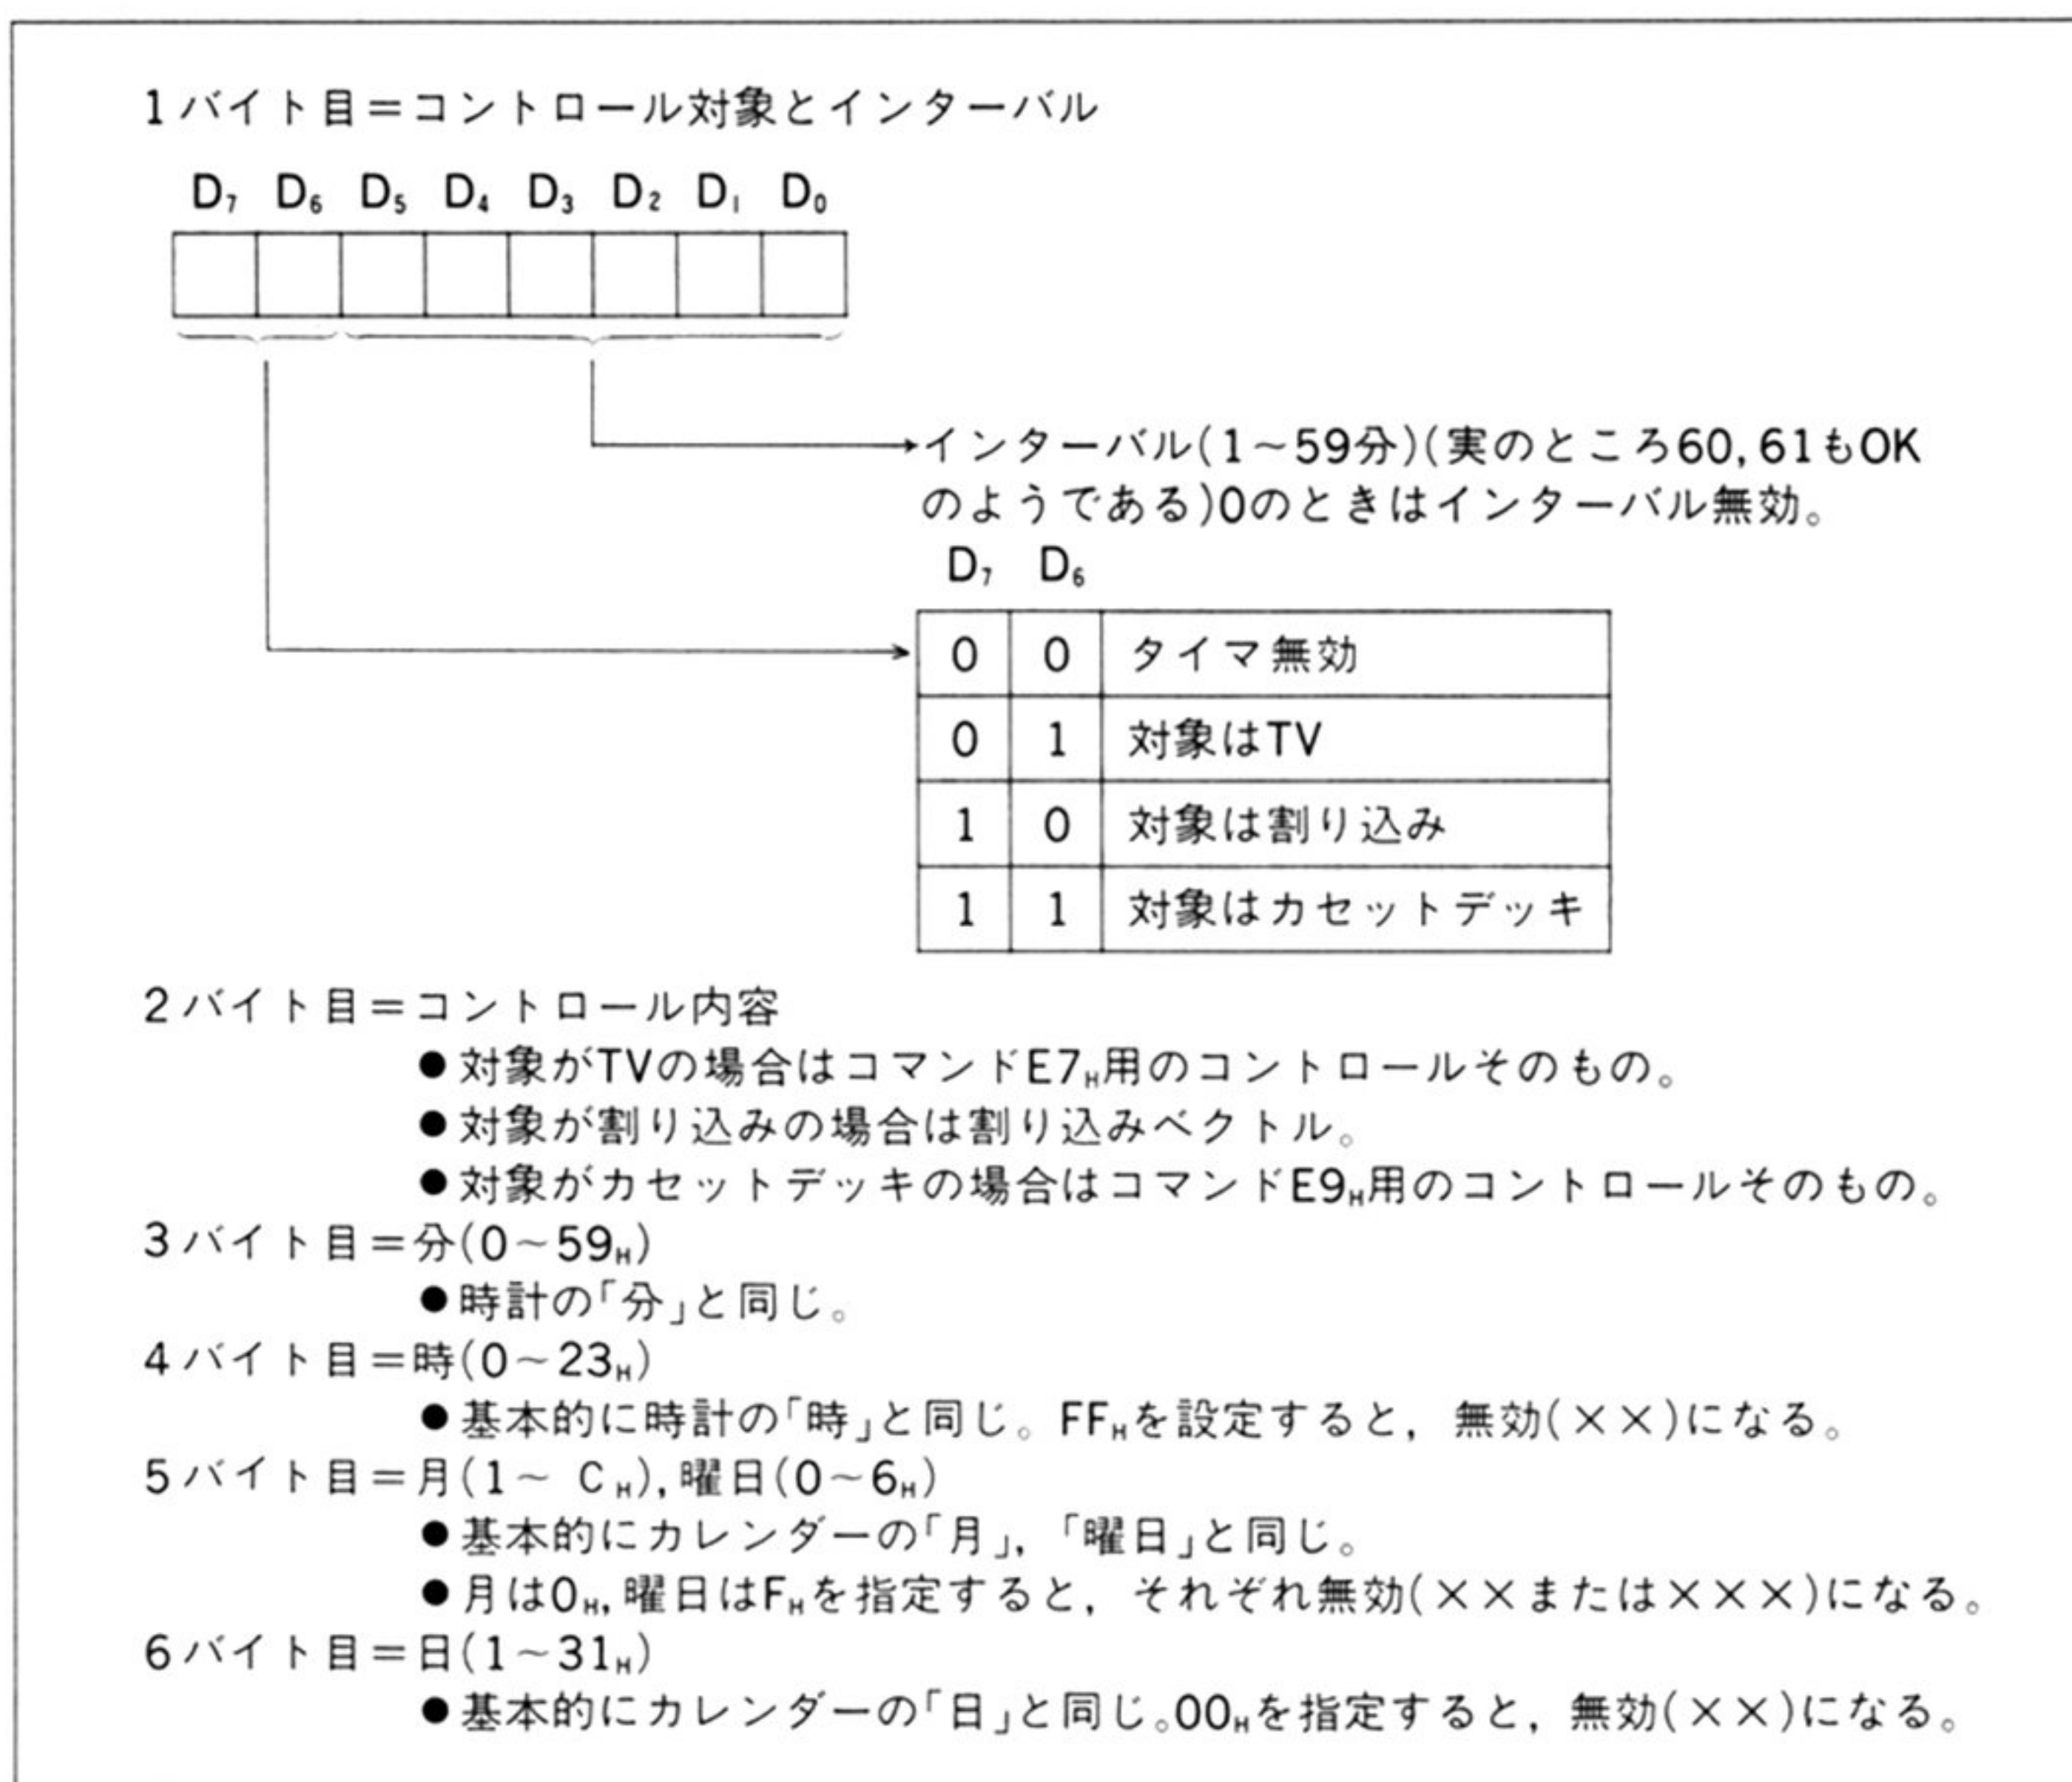 1バイト目＝コントロール対象とインターバル
D₇ D₆ D₅ D₄ D₃ D₂ D₁ D₀
インターバル(1～59分)(実のところ60,61もOK
のようである)0のときはインターバル無効。
D₇ D₆
0 0 タイマ無効
0 1 対象はTV
1 0 対象は割り込み
1 1 対象はカセットデッキ
2バイト目＝コントロール内容
●対象がTVの場合はコマンドE7H用のコントロールそのもの。
●対象が割り込みの場合は割り込みベクトル。
●対象がカセットデッキの場合はコマンドE9H用のコントロールそのもの。
3バイト目＝分(0～59H)
●時計の「分」と同じ。
4バイト目＝時(0～23H)
●基本的に時計の「時」と同じ。FFHを設定すると，無効(××)になる。
5バイト目＝月(1～ CH),曜日(0～6H)
●基本的にカレンダーの「月」，「曜日」と同じ。
●月は0H,曜日はFHを指定すると，それぞれ無効(××または×××)になる。
6バイト目＝日(1～31H)
●基本的にカレンダーの「日」と同じ。00Hを指定すると，無効(××)になる。